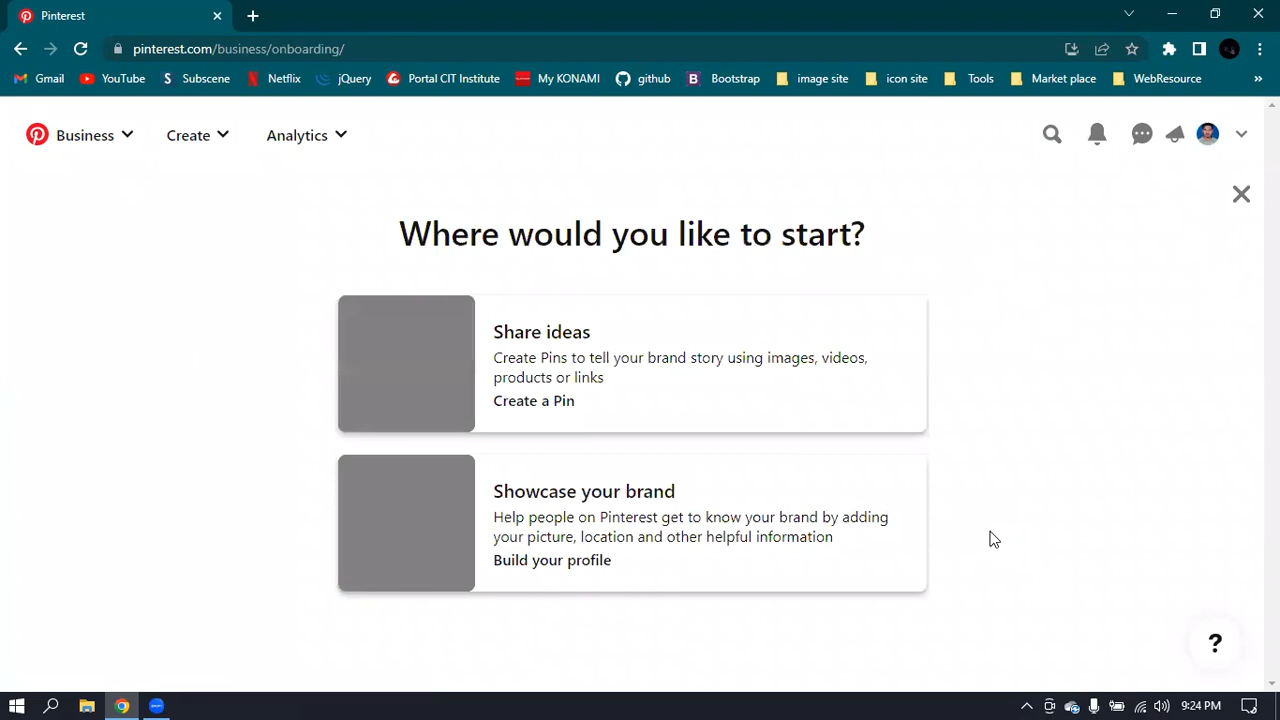 Pinterest
pinterest.com/business/onboarding/
Gmail YouTube Subscene Netflix jQuery Portal CIT Institute My KONAMI github Bootstrap image site icon site Tools Market place WebResource »
Business Create Analytics
Where would you like to start?
Share ideas
Create Pins to tell your brand story using images, videos,
products or links
Create a Pin
Showcase your brand
Help people on Pinterest get to know your brand by adding
your picture, location and other helpful information
Build your profile
?
9:24 PM